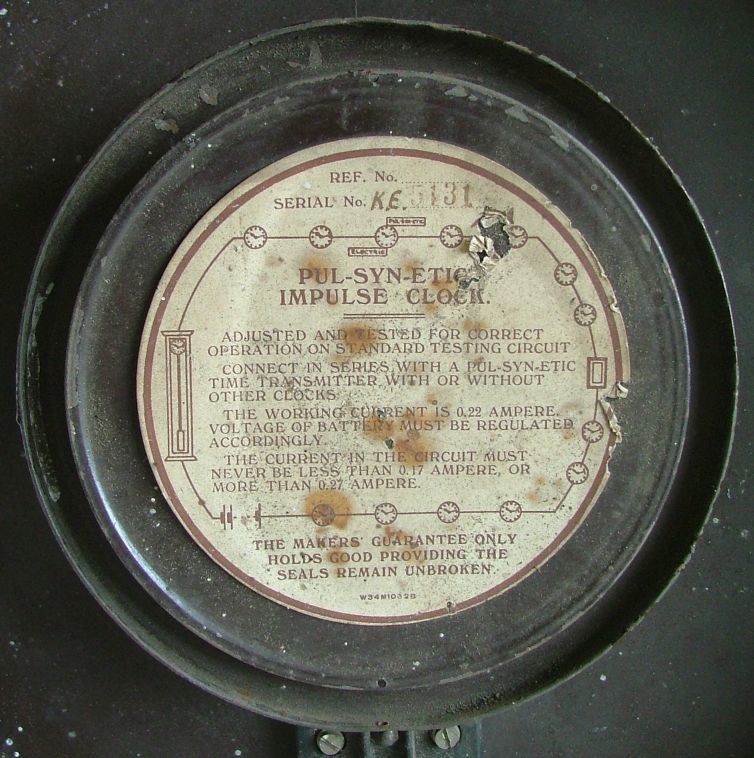 REF. No.
SERIAL No. K.E. 3131
PUL-SYN-ETIC
ELECTRIC
PUL-SYN-ETIC
IMPULSE CLOCK.
ADJUSTED AND TESTED FOR CORRECT
OPERATION ON STANDARD TESTING CIRCUIT
CONNECT IN SERIES WITH A PUL-SYN-ETIC
TIME TRANSMITTER WITH OR WITHOUT
OTHER CLOCKS
THE WORKING CURRENT IS 0.22 AMPERE.
VOLTAGE OF BATTERY MUST BE REGULATED
ACCORDINGLY.
THE CURRENT IN THE CIRCUIT MUST
NEVER BE LESS THAN 0.17 AMPERE, OR
MORE THAN 0.27 AMPERE.
THE MAKERS' GUARANTEE ONLY
HOLDS GOOD PROVIDING THE
SEALS REMAIN UNBROKEN.
W34M10328